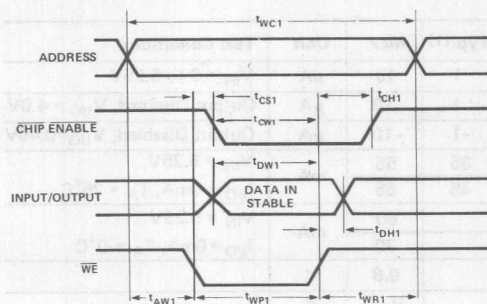 tWC1
ADDRESS
tCS1
tCH1
CHIP ENABLE
tCW1
tDW1
INPUT/OUTPUT
DATA IN
STABLE
tDH1
WE
tAW1
tWP1
tWR1